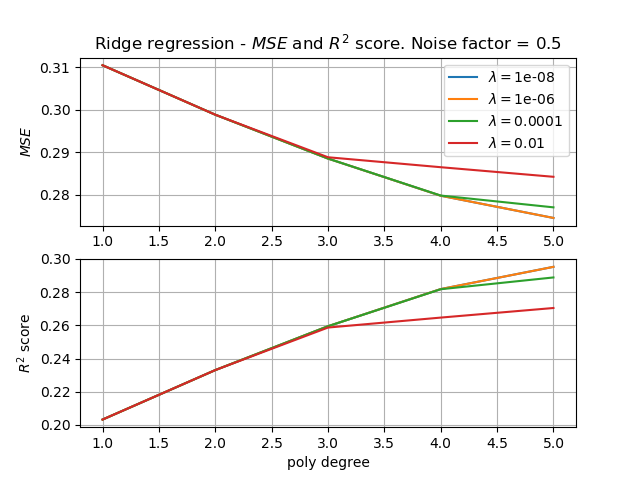 Ridge regression - MSE and R² score. Noise factor = 0.5
0.31
0.30
0.29
0.28
MSE
λ = 1e-08
λ = 1e-06
λ = 0.0001
λ = 0.01
1.0 1.5 2.0 2.5 3.0 3.5 4.0 4.5 5.0
0.30
0.28
0.26
0.24
0.22
0.20
R² score
1.0 1.5 2.0 2.5 3.0 3.5 4.0 4.5 5.0
poly degree